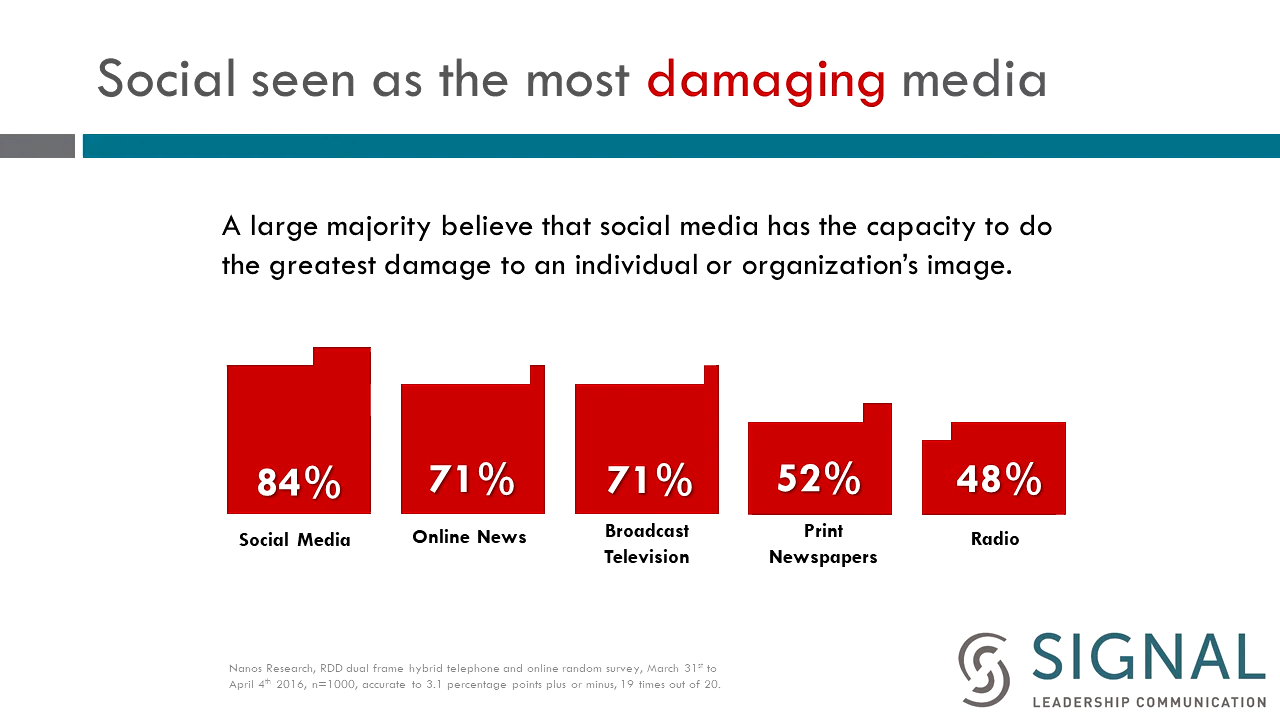 Social seen as the most damaging media
A large majority believe that social media has the capacity to do
the greatest damage to an individual or organization’s image.
84%
71%
71%
52%
48%
Social Media
Online News
Broadcast
Television
Print
Newspapers
Radio
Nanos Research, RDD dual frame hybrid telephone and online random survey, March 31st to
April 4th 2016, n=1000, accurate to 3.1 percentage points plus or minus, 19 times out of 20.
SIGNAL
LEADERSHIP COMMUNICATION